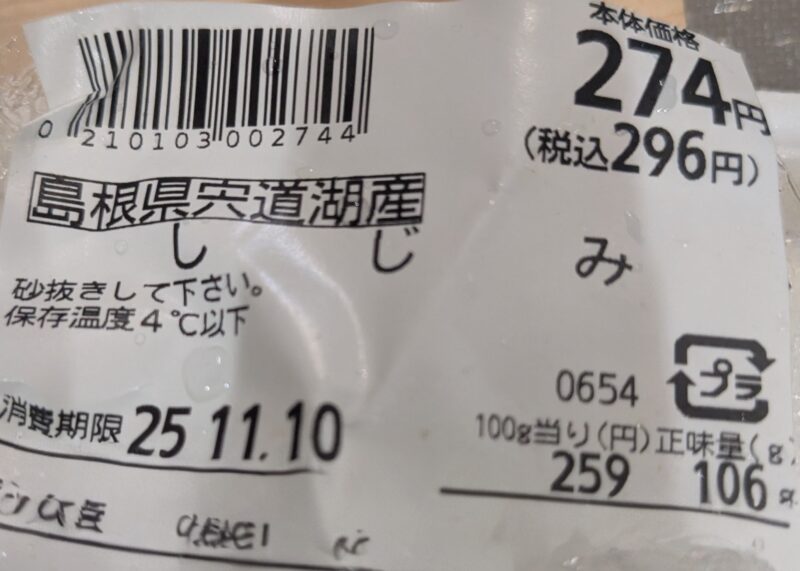 本体価格
274円
(税込296円)
0 210103 002744
島根県宍道湖産
し じ み
砂抜きして下さい。
保存温度4℃以下
プラ
0654
消費期限 25 11.10
100g当り(円) 正味量(g)
259 106